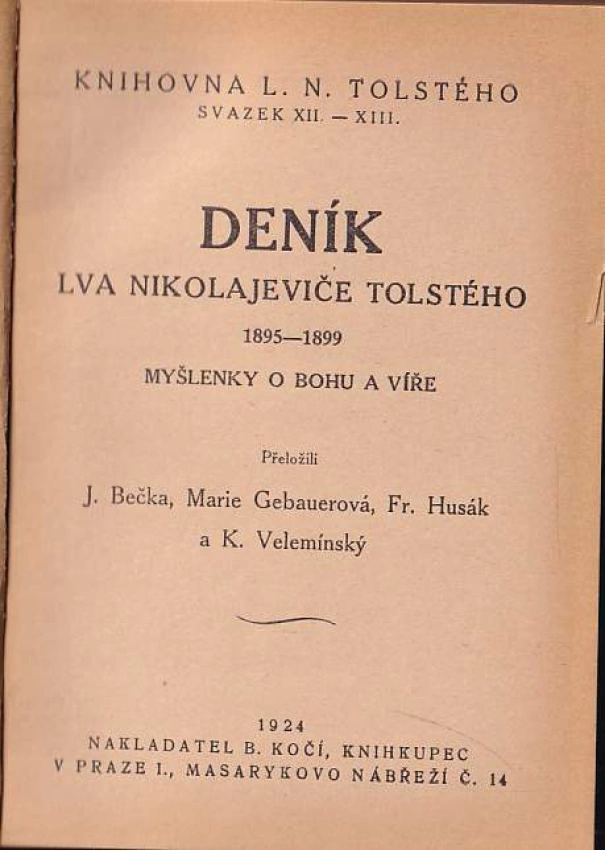 KNIHOVNA L. N. TOLSTÉHO
SVAZEK XII. — XIII.
DENÍK
LVA NIKOLAJEVIČE TOLSTÉHO
1895—1899
MYŠLENKY O BOHU A VÍŘE
Přeložili
J. Bečka, Marie Gebauerová, Fr. Husák
a K. Velemínský
1924
NAKLADATEL B. KOČÍ, KNIHKUPEC
V PRAZE I., MASARYKOVO NÁBŘEŽÍ Č. 14